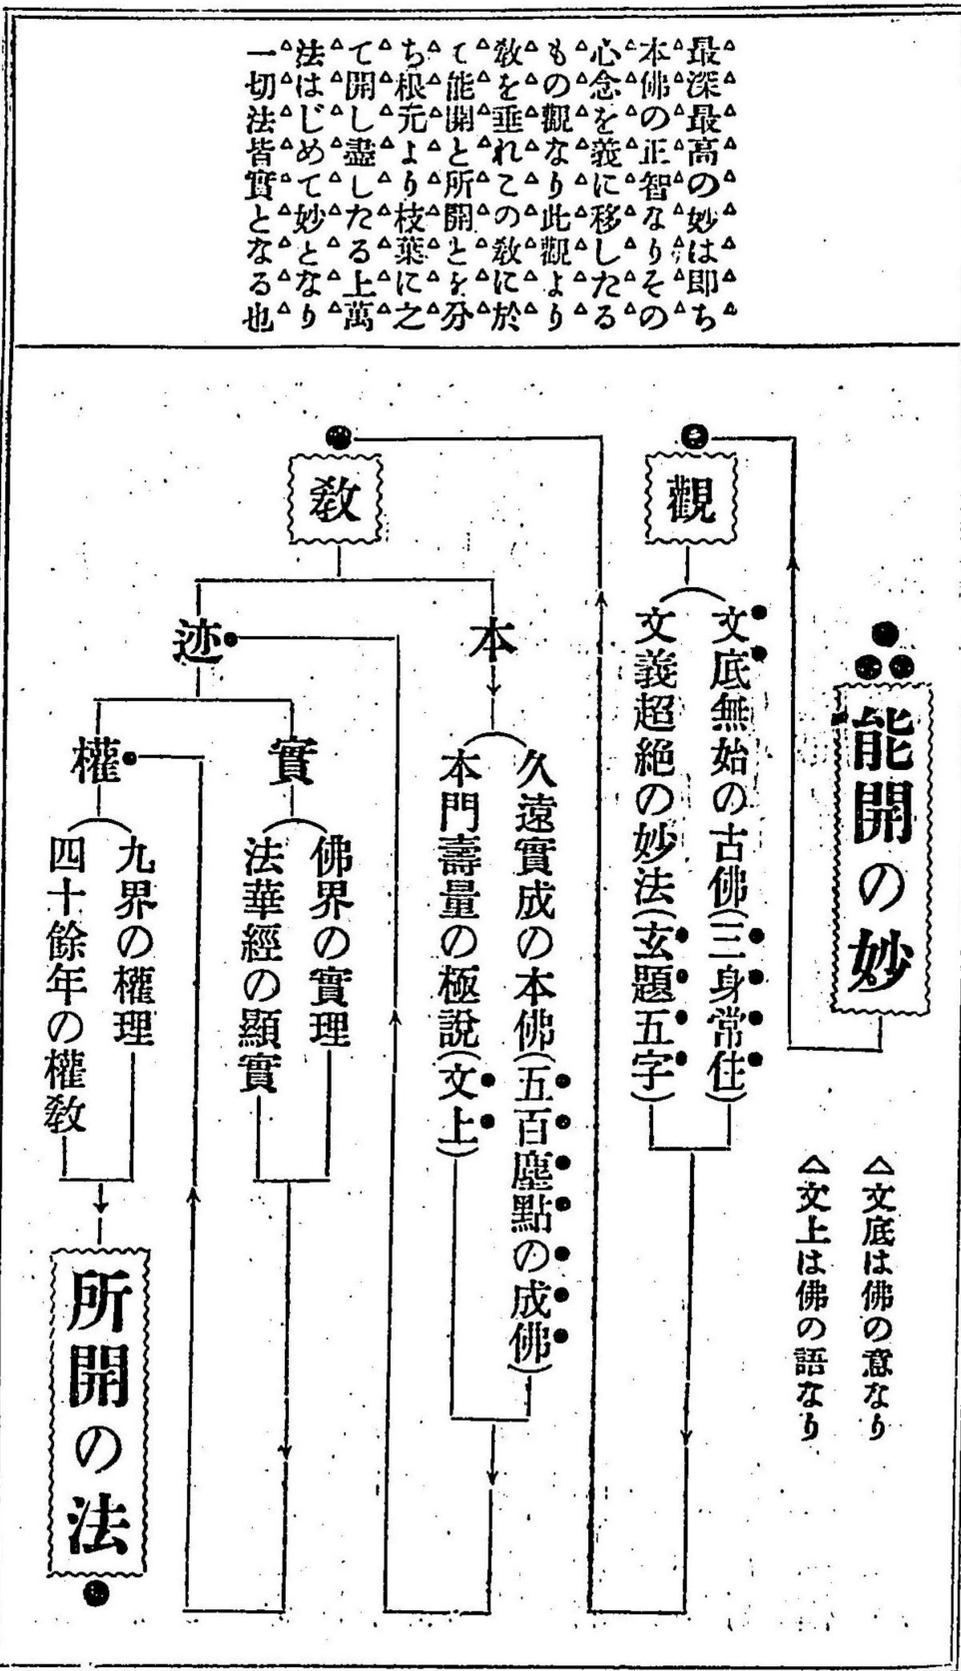 最深最高の妙は即ち
本佛の正智なりその
心念を義に移したる
もの觀なり此觀より
敎を垂れこの敎に於
て能開と所開とを分
ち根元より枝葉に之
て開し盡したる上萬
法はじめて妙となり
一切法皆實となる也
能開の妙
文底は佛の意なり
文上は佛の語なり
觀
文底無始の古佛(三身常住)
文義超絶の妙法(玄題五字)
敎
本
久遠實成の本佛(五百塵點の成佛)
本門壽量の極說(文上)
迹
實
佛界の實理
法華經の顯實
權
九界の權理
四十餘年の權敎
所開の法